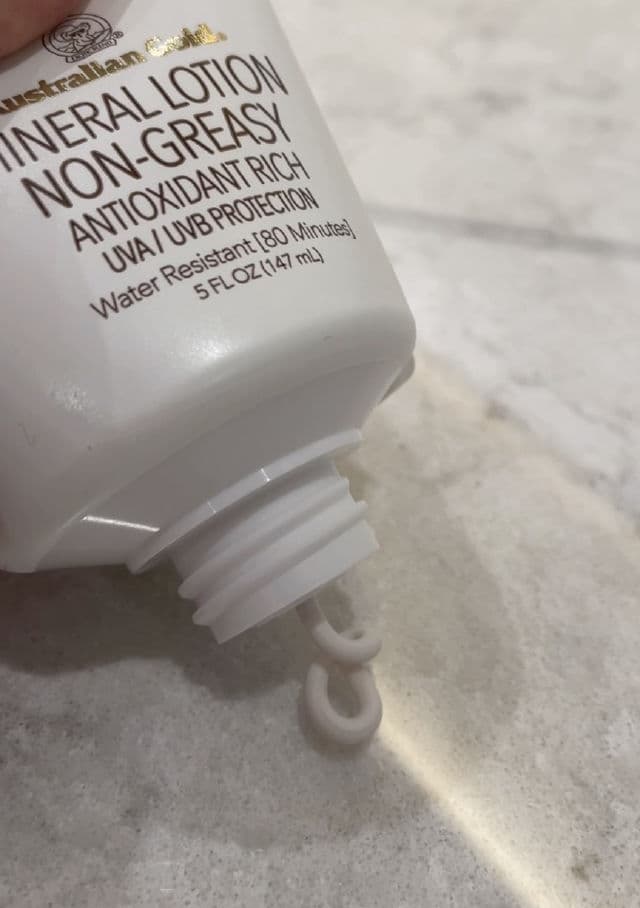 Australian Gold.
MINERAL LOTION
NON-GREASY
ANTIOXIDANT RICH
UVA / UVB PROTECTION
Water Resistant [80 Minutes]
5 FL OZ (147 mL)